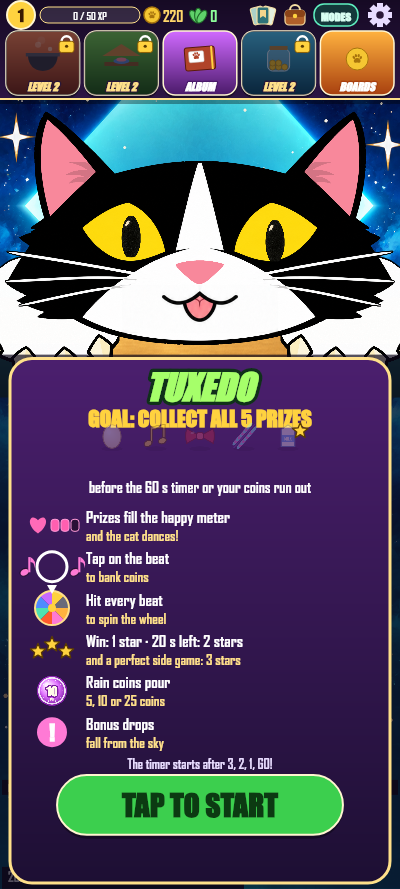 1
0 / 50 XP
220
0
MODES
LEVEL 2
LEVEL 2
ALBUM
LEVEL 2
BOARDS
TUXEDO
GOAL: COLLECT ALL 5 PRIZES
before the 60 s timer or your coins run out
Prizes fill the happy meter
and the cat dances!
Tap on the beat
to bank coins
Hit every beat
to spin the wheel
Win: 1 star · 20 s left: 2 stars
and a perfect side game: 3 stars
10
Rain coins pour
5, 10 or 25 coins
!
Bonus drops
fall from the sky
The timer starts after 3, 2, 1, GO!
TAP TO START